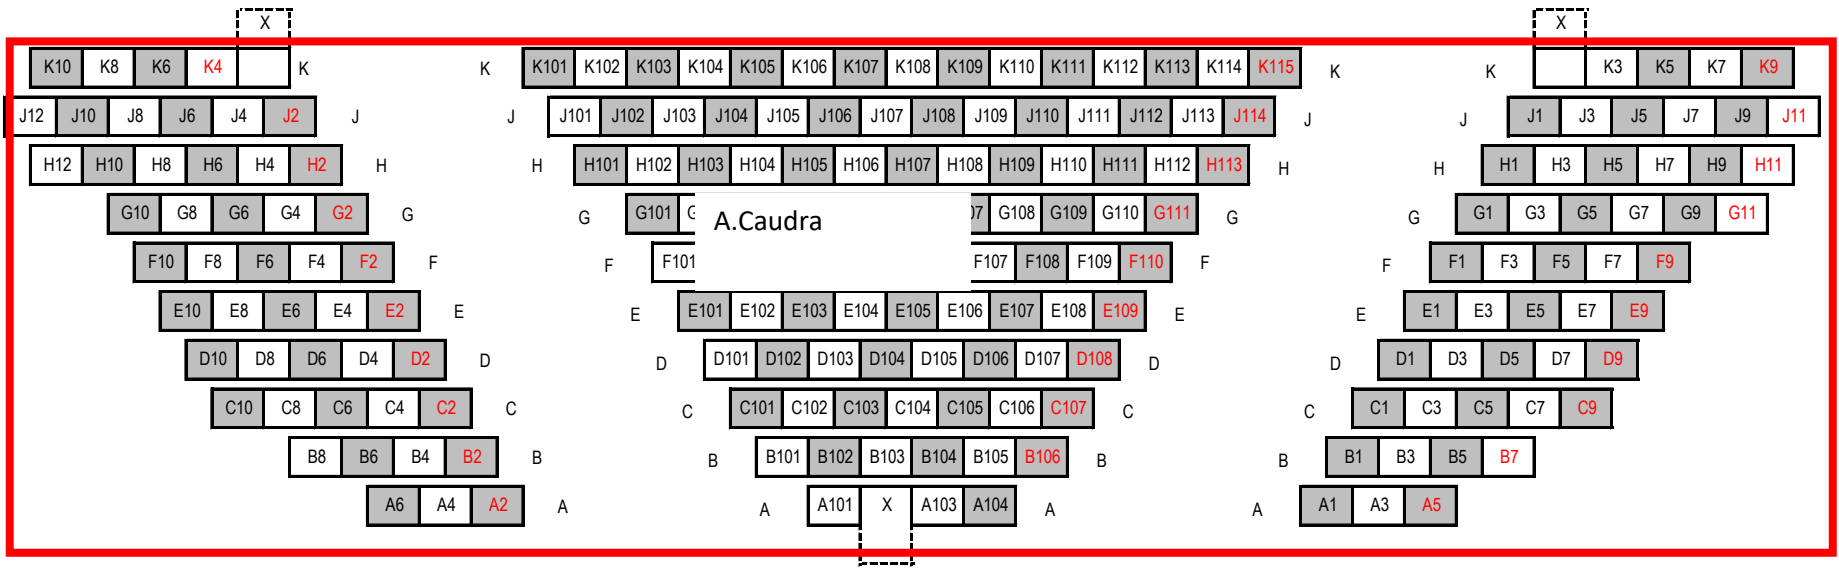 X X
K10 K8 K6 K4 K K K101 K102 K103 K104 K105 K106 K107 K108 K109 K110 K111 K112 K113 K114 K115 K K K3 K5 K7 K9
J12 J10 J8 J6 J4 J2 J J J101 J102 J103 J104 J105 J106 J107 J108 J109 J110 J111 J112 J113 J114 J J J1 J3 J5 J7 J9 J11
H12 H10 H8 H6 H4 H2 H H H101 H102 H103 H104 H105 H106 H107 H108 H109 H110 H111 H112 H113 H H H1 H3 H5 H7 H9 H11
G10 G8 G6 G4 G2 G G G101 A.Caudra G108 G109 G110 G111 G G G1 G3 G5 G7 G9 G11
F10 F8 F6 F4 F2 F F F101 F107 F108 F109 F110 F F F1 F3 F5 F7 F9
E10 E8 E6 E4 E2 E E E101 E102 E103 E104 E105 E106 E107 E108 E109 E E E1 E3 E5 E7 E9
D10 D8 D6 D4 D2 D D D101 D102 D103 D104 D105 D106 D107 D108 D D D1 D3 D5 D7 D9
C10 C8 C6 C4 C2 C C C101 C102 C103 C104 C105 C106 C107 C C C1 C3 C5 C7 C9
B8 B6 B4 B2 B B B101 B102 B103 B104 B105 B106 B B B1 B3 B5 B7
A6 A4 A2 A A A101 X A103 A104 A A A1 A3 A5